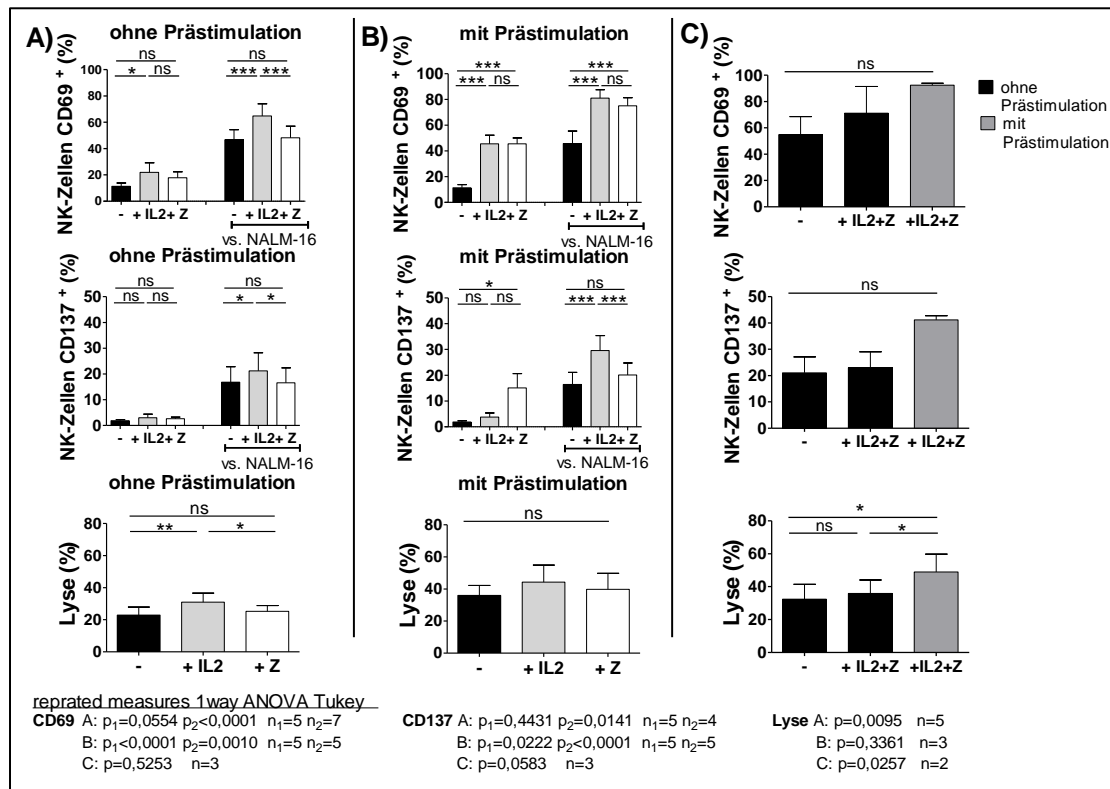 A)
ohne Prästimulation
NK-Zellen CD69 + (%)
100
80
60
40
20
0
ns
* ns
ns
*** ***
- + IL2+ Z
- + IL2+ Z
vs. NALM-16
ohne Prästimulation
NK-Zellen CD137 + (%)
50
40
30
20
10
0
ns
ns ns
ns
* *
- + IL2+ Z
- + IL2+ Z
vs. NALM-16
ohne Prästimulation
Lyse (%)
80
60
40
20
0
ns
** *
- + IL2 + Z
B)
mit Prästimulation
NK-Zellen CD69 + (%)
100
80
60
40
20
0
***
*** ns
***
*** ns
- + IL2+ Z
- + IL2+ Z
vs. NALM-16
mit Prästimulation
NK-Zellen CD137 + (%)
50
40
30
20
10
0
*
ns ns
ns
*** ***
- + IL2+ Z
- + IL2+ Z
vs. NALM-16
mit Prästimulation
Lyse (%)
80
60
40
20
0
ns
- + IL2 + Z
C)
NK-Zellen CD69 + (%)
100
80
60
40
20
0
ns
- + IL2+Z +IL2+Z
ohne
Prästimulation
mit
Prästimulation
NK-Zellen CD137 + (%)
50
40
30
20
10
0
ns
- + IL2+Z + IL2+Z
Lyse (%)
80
60
40
20
0
*
ns *
- + IL2+Z +IL2+Z
reprated measures 1way ANOVA Tukey
CD69 A: p1=0,0554 p2<0,0001 n1=5 n2=7
B: p1<0,0001 p2=0,0010 n1=5 n2=5
C: p=0,5253 n=3
CD137 A: p1=0,4431 p2=0,0141 n1=5 n2=4
B: p1=0,0222 p2<0,0001 n1=5 n2=5
C: p=0,0583 n=3
Lyse A: p=0,0095 n=5
B: p=0,3361 n=3
C: p=0,0257 n=2